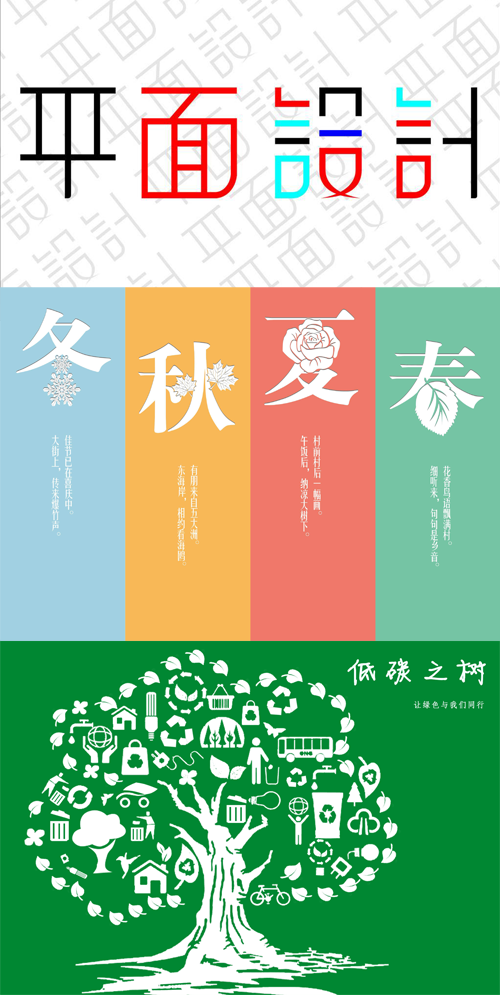 平面設計
春
花香鸟语飘满村。
细听来，句句是乡音。
夏
村前村后一幅画。
午饭后，纳凉大树下。
秋
有朋来自五大洲。
东海岸，相约看海鸥。
冬
佳节已在喜庆中。
大街上，传来爆竹声。
低碳之树
让绿色与我们同行